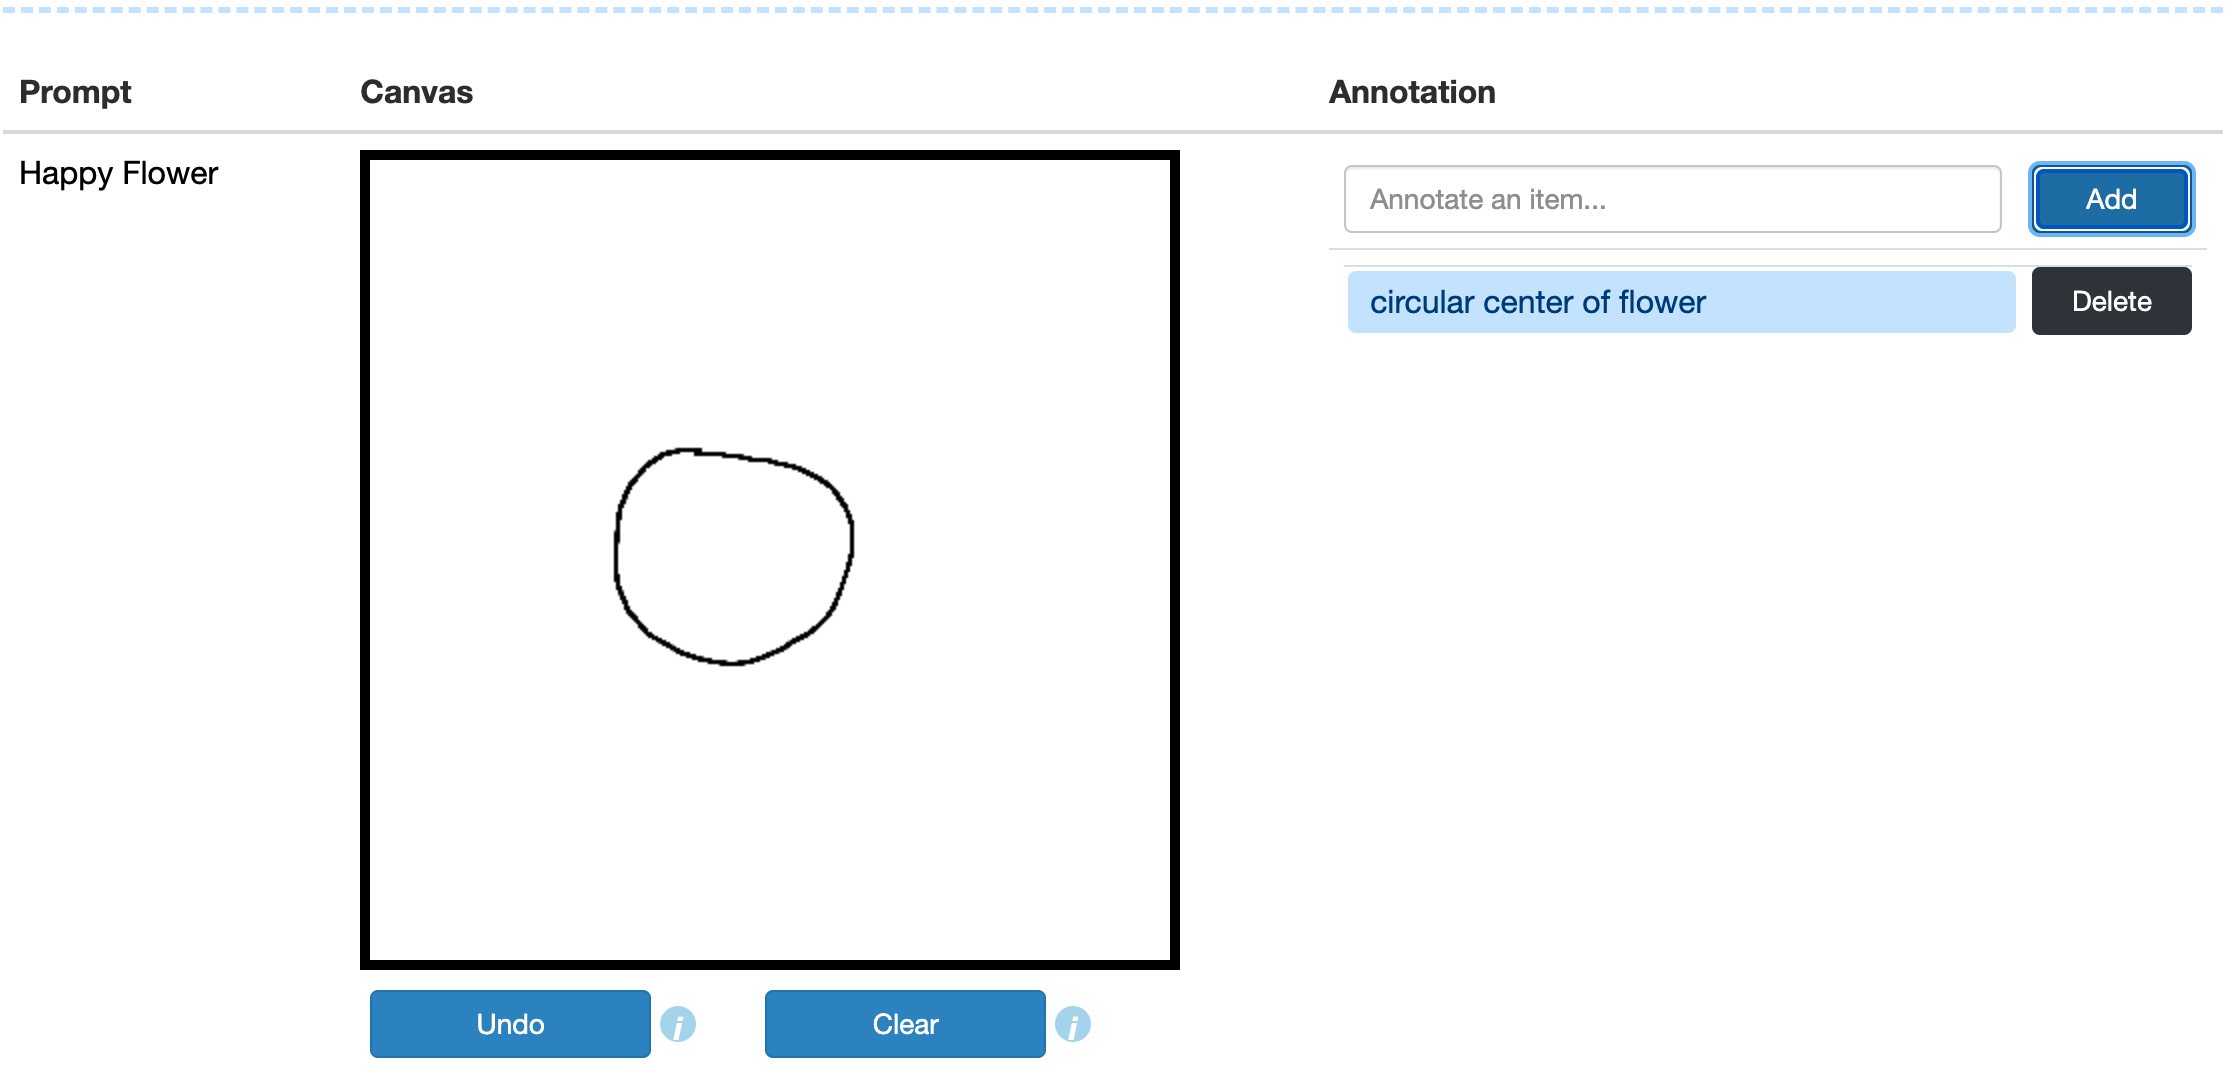 Prompt Canvas Annotation
Happy Flower
Annotate an item... Add
circular center of flower Delete
Undo i Clear i